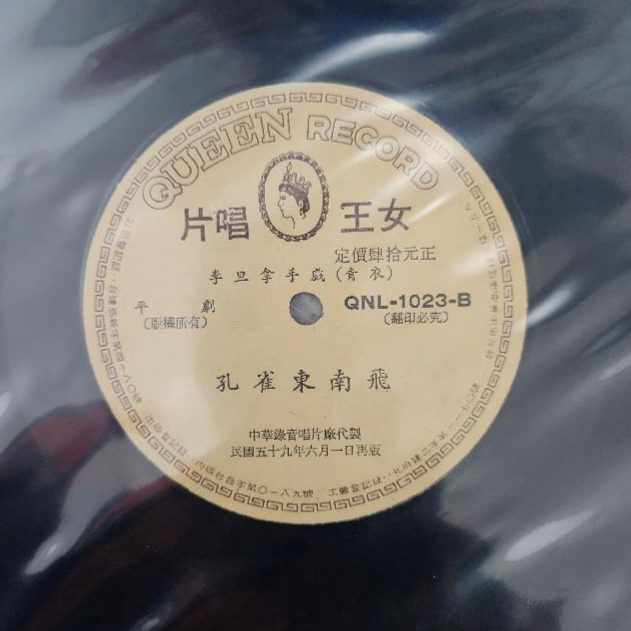 QUEEN RECORD
女王唱片
定價肆拾元正
李旦拿手戲(青衣)
平劇
QNL-1023-B
(版權所有)
(翻印必究)
孔雀東南飛
中華錄音唱片廠代製
民國五十九年六月一日再版